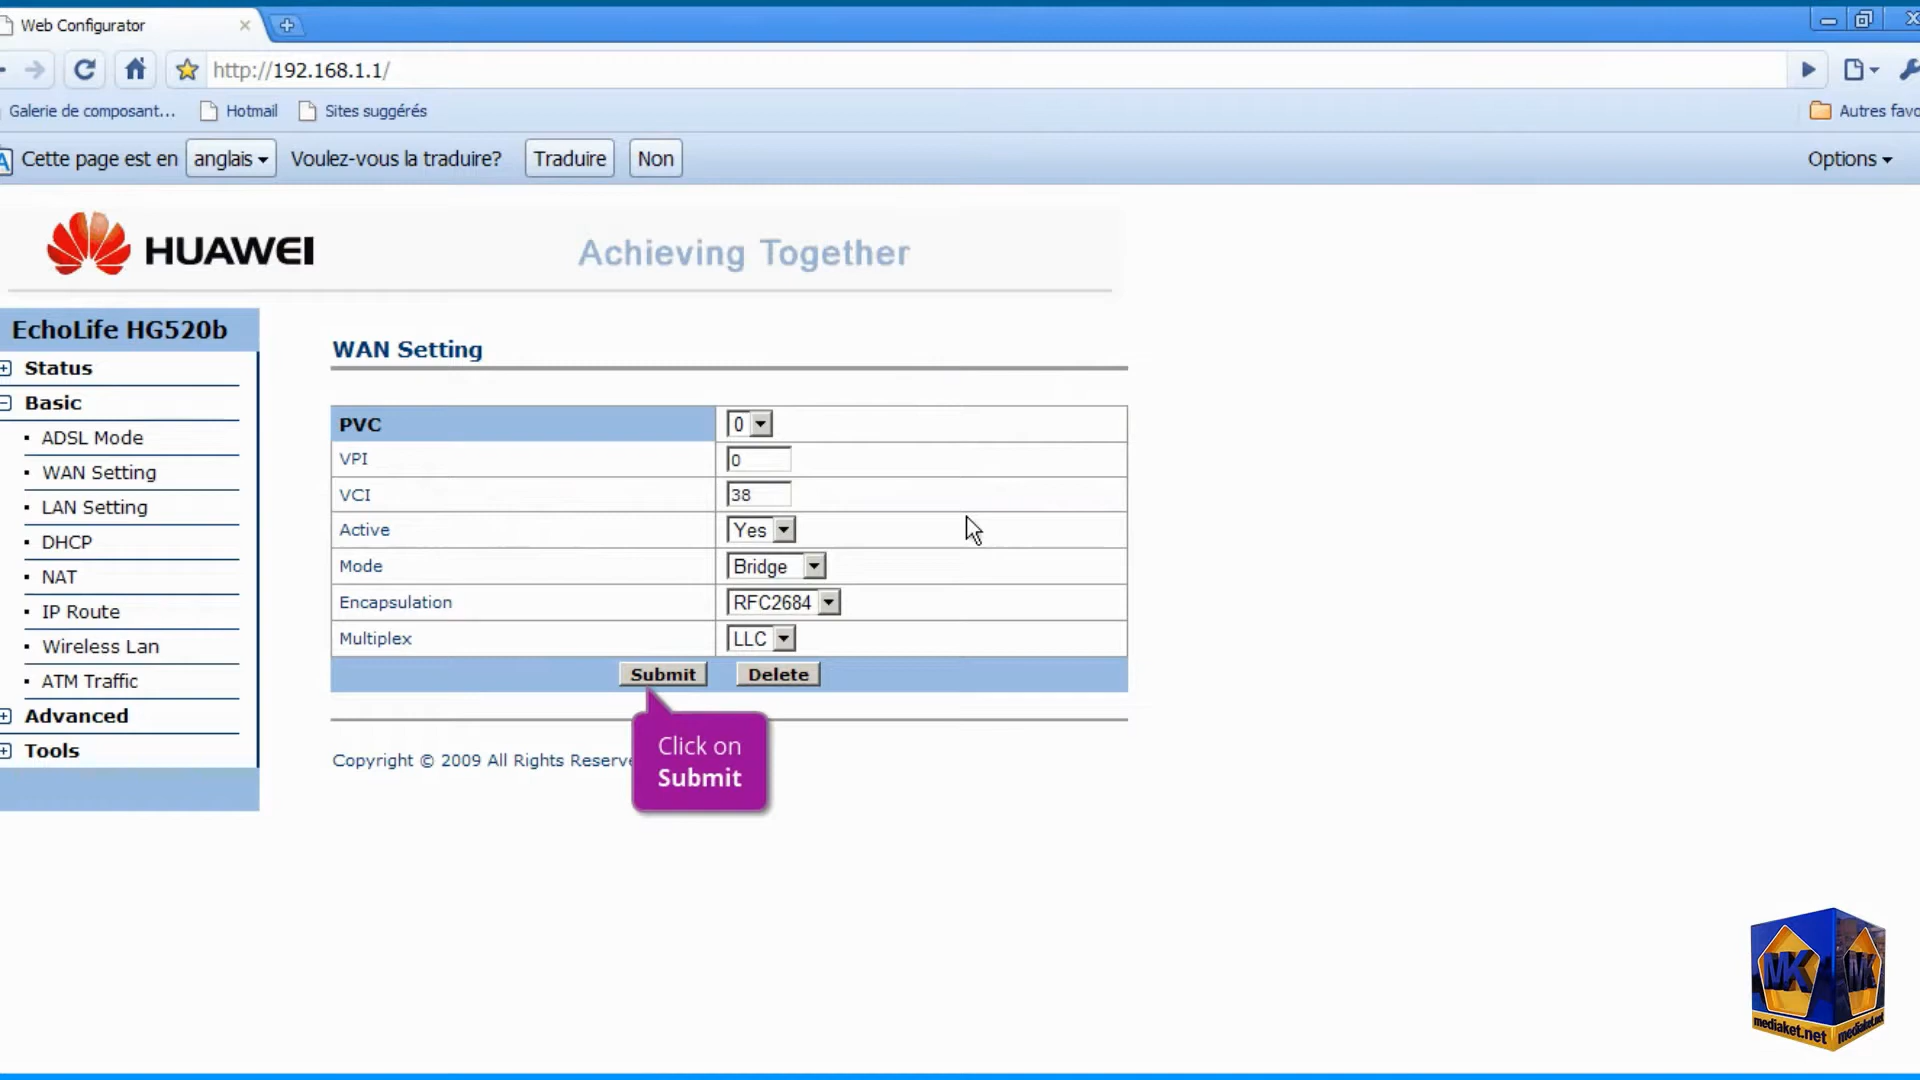 Web Configurator
http://192.168.1.1/
Galerie de composant... Hotmail Sites suggérés Autres favo
Cette page est en anglais Voulez-vous la traduire? Traduire Non Options
HUAWEI Achieving Together
EchoLife HG520b
Status
Basic
ADSL Mode
WAN Setting
LAN Setting
DHCP
NAT
IP Route
Wireless Lan
ATM Traffic
Advanced
Tools
WAN Setting
PVC 0
VPI 0
VCI 38
Active Yes
Mode Bridge
Encapsulation RFC2684
Multiplex LLC
Submit Delete
Click on
Submit
Copyright © 2009 All Rights Reserve
MK MK
mediaket.net mediaket.net